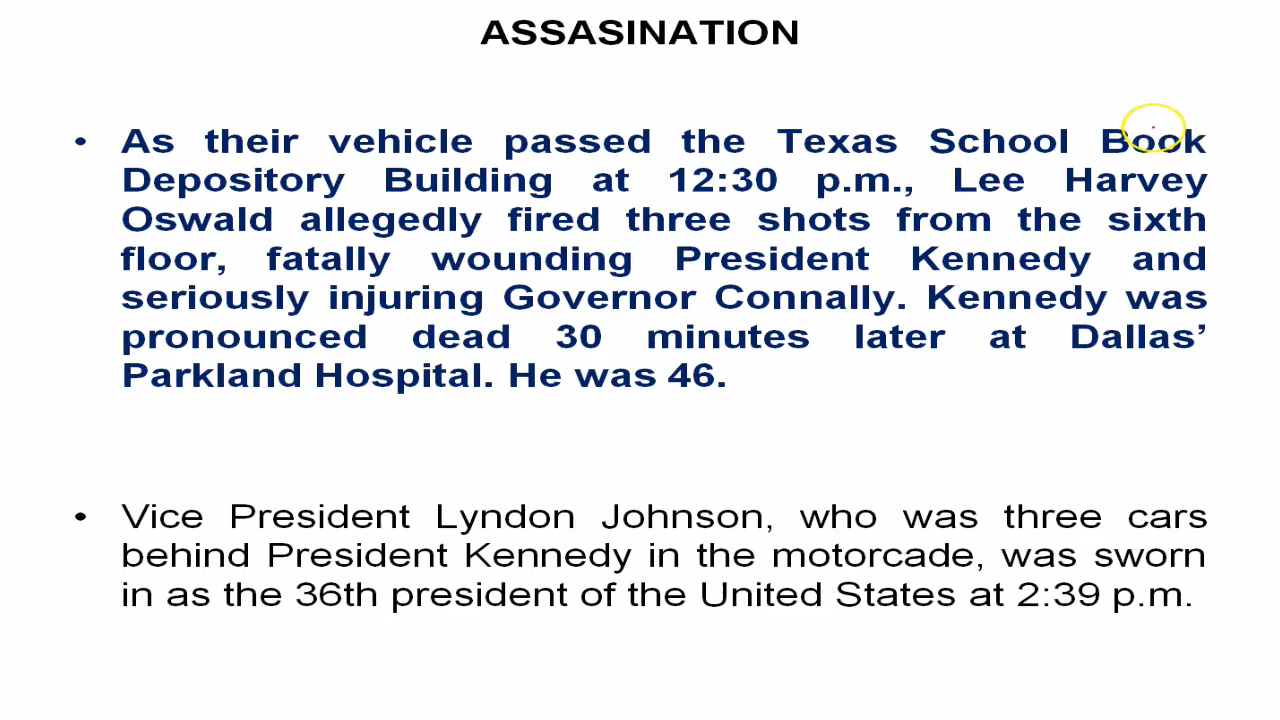 ASSASINATION
• As their vehicle passed the Texas School Book
Depository Building at 12:30 p.m., Lee Harvey
Oswald allegedly fired three shots from the sixth
floor, fatally wounding President Kennedy and
seriously injuring Governor Connally. Kennedy was
pronounced dead 30 minutes later at Dallas’
Parkland Hospital. He was 46.
• Vice President Lyndon Johnson, who was three cars
behind President Kennedy in the motorcade, was sworn
in as the 36th president of the United States at 2:39 p.m.